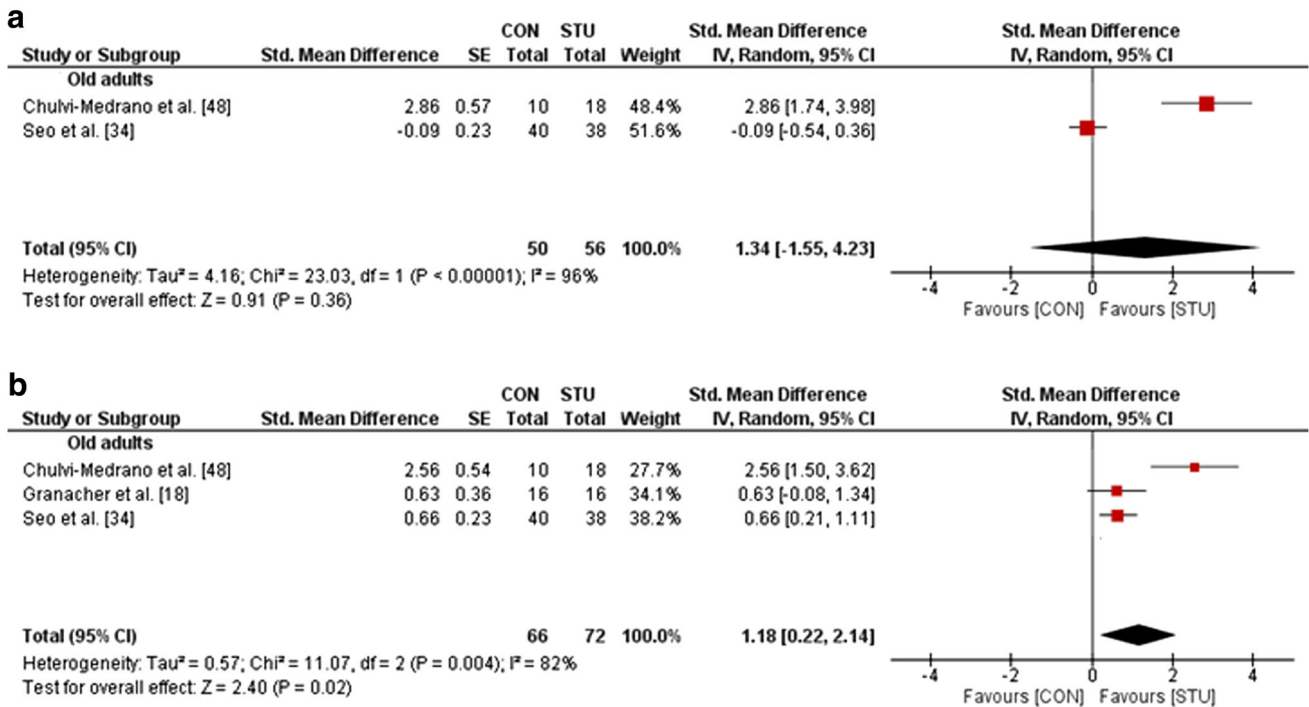 a
CON STU Std. Mean Difference Std. Mean Difference
Study or Subgroup Std. Mean Difference SE Total Total Weight IV, Random, 95% CI IV, Random, 95% CI
Old adults
Chulvi-Medrano et al. [48] 2.86 0.57 10 18 48.4% 2.86 [1.74, 3.98]
Seo et al. [34] -0.09 0.23 40 38 51.6% -0.09 [-0.54, 0.36]
Total (95% CI) 50 56 100.0% 1.34 [-1.55, 4.23]
Heterogeneity: Tau² = 4.16; Chi² = 23.03, df = 1 (P < 0.00001); I² = 96%
Test for overall effect: Z = 0.91 (P = 0.36)
-4 -2 0 2 4
Favours [CON] Favours [STU]
b
CON STU Std. Mean Difference Std. Mean Difference
Study or Subgroup Std. Mean Difference SE Total Total Weight IV, Random, 95% CI IV, Random, 95% CI
Old adults
Chulvi-Medrano et al. [48] 2.56 0.54 10 18 27.7% 2.56 [1.50, 3.62]
Granacher et al. [18] 0.63 0.36 16 16 34.1% 0.63 [-0.08, 1.34]
Seo et al. [34] 0.66 0.23 40 38 38.2% 0.66 [0.21, 1.11]
Total (95% CI) 66 72 100.0% 1.18 [0.22, 2.14]
Heterogeneity: Tau² = 0.57; Chi² = 11.07, df = 2 (P = 0.004); I² = 82%
Test for overall effect: Z = 2.40 (P = 0.02)
-4 -2 0 2 4
Favours [CON] Favours [STU]